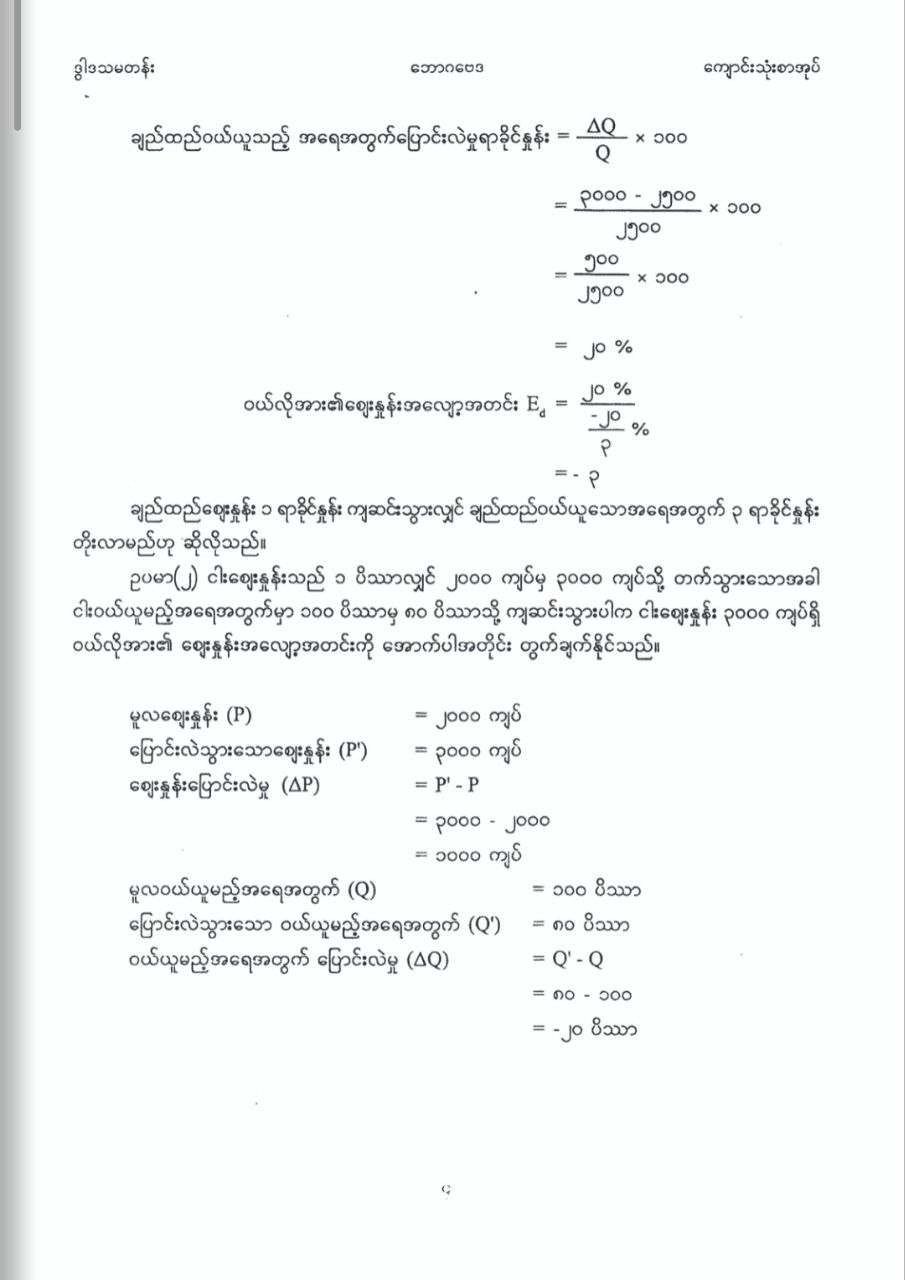 ဒွါဒသမတန်း ဘောဂဗေဒ ကျောင်းသုံးစာအုပ်
ချည်ထည်ဝယ်ယူသည့် အရေအတွက်ပြောင်းလဲမှုရာခိုင်နှုန်း = ΔQ / Q × ၁၀၀
= ၃၀၀၀ - ၂၅၀၀ / ၂၅၀၀ × ၁၀၀
= ၅၀၀ / ၂၅၀၀ × ၁၀၀
= ၂၀ %
ဝယ်လိုအား၏ဈေးနှုန်းအလျော့အတင်း Ed = ၂၀ % / -၂၀ / ၃ %
= - ၃
ချည်ထည်ဈေးနှုန်း ၁ ရာခိုင်နှုန်း ကျဆင်းသွားလျှင် ချည်ထည်ဝယ်ယူသောအရေအတွက် ၃ ရာခိုင်နှုန်း
တိုးလာမည်ဟု ဆိုလိုသည်။
ဥပမာ(၂) ငါးဈေးနှုန်းသည် ၁ ပိဿာလျှင် ၂၀၀၀ ကျပ်မှ ၃၀၀၀ ကျပ်သို့ တက်သွားသောအခါ
ငါးဝယ်ယူမည့်အရေအတွက်မှာ ၁၀၀ ပိဿာမှ ၈၀ ပိဿာသို့ ကျဆင်းသွားပါက ငါးဈေးနှုန်း ၃၀၀၀ ကျပ်ရှိ
ဝယ်လိုအား၏ ဈေးနှုန်းအလျော့အတင်းကို အောက်ပါအတိုင်း တွက်ချက်နိုင်သည်။
မူလဈေးနှုန်း (P) = ၂၀၀၀ ကျပ်
ပြောင်းလဲသွားသောဈေးနှုန်း (P') = ၃၀၀၀ ကျပ်
ဈေးနှုန်းပြောင်းလဲမှု (ΔP) = P' - P
= ၃၀၀၀ - ၂၀၀၀
= ၁၀၀၀ ကျပ်
မူလဝယ်ယူမည့်အရေအတွက် (Q) = ၁၀၀ ပိဿာ
ပြောင်းလဲသွားသော ဝယ်ယူမည့်အရေအတွက် (Q') = ၈၀ ပိဿာ
ဝယ်ယူမည့်အရေအတွက် ပြောင်းလဲမှု (ΔQ) = Q' - Q
= ၈၀ - ၁၀၀
= -၂၀ ပိဿာ